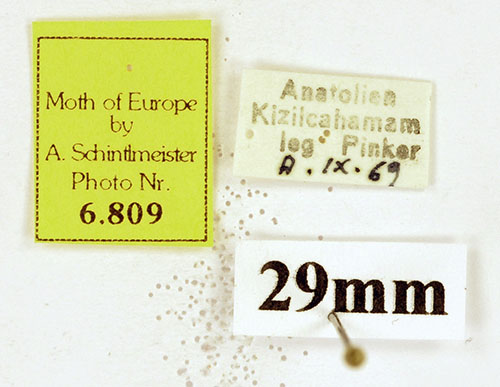 Moth of Europe
by
A. Schintlmeister
Photo Nr.
6.809
Anatolien
Kizilcahamam
leg. Pinker
A. IX. 69
29mm